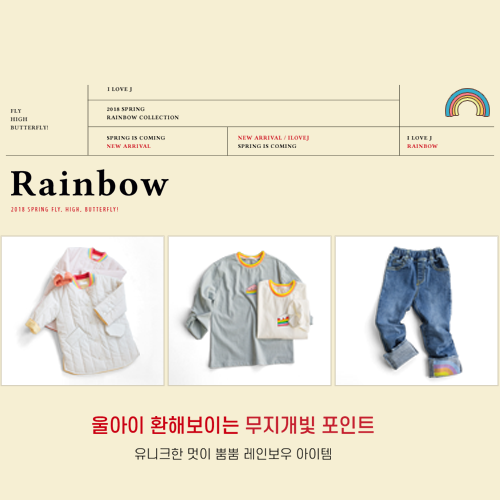 FLY
HIGH
BUTTERFLY!
I LOVE J
2018 SPRING
RAINBOW COLLECTION
SPRING IS COMING
NEW ARRIVAL
NEW ARRIVAL / ILOVEJ
SPRING IS COMING
I LOVE J
RAINBOW
Rainbow
2018 SPRING FLY, HIGH, BUTTERFLY!
울아이 환해보이는 무지개빛 포인트
유니크한 멋이 뿜뿜 레인보우 아이템